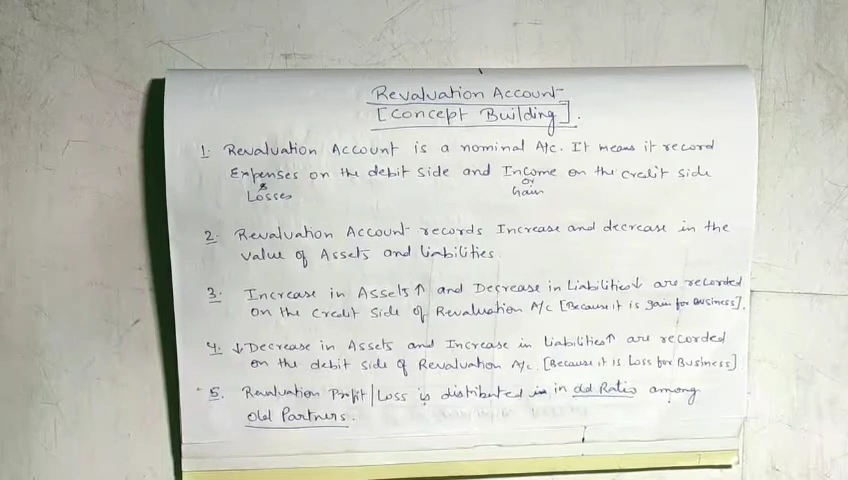 Revaluation Account
[Concept Building].
1. Revaluation Account is a nominal A/c. It means it record
Expenses on the debit side and Income on the credit side
& Losses
or Gain
2. Revaluation Account records Increase and decrease in the
value of Assets and liabilities.
3. Increase in Assets↑ and Decrease in Liabilities↓ are recorded
on the credit side of Revaluation A/c [Because it is gain for Business].
4. ↓Decrease in Assets and Increase in liabilities↑ are recorded
on the debit side of Revaluation A/c. [Because it is Loss for Business]
5. Revaluation Profit/Loss is distributed in old Ratio among
Old Partners.